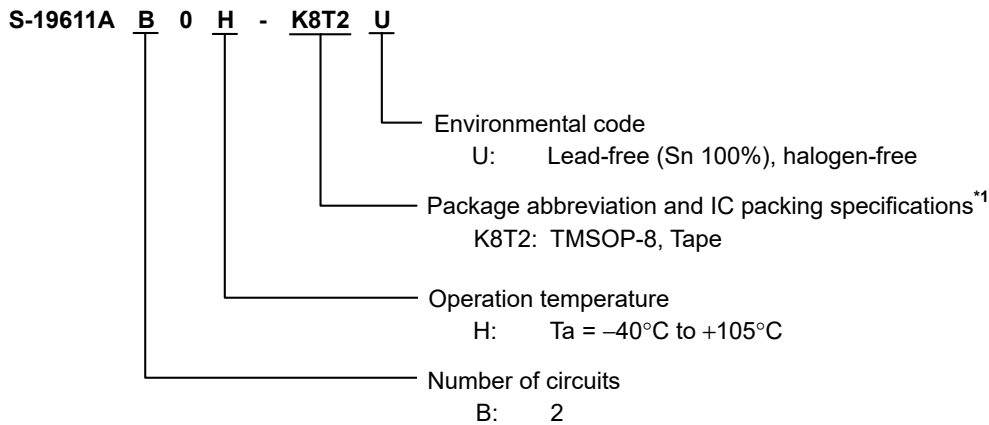 S-19611A B 0 H - K8T2 U
Environmental code
U: Lead-free (Sn 100%), halogen-free
Package abbreviation and IC packing specifications*1
K8T2: TMSOP-8, Tape
Operation temperature
H: Ta = −40°C to +105°C
Number of circuits
B: 2